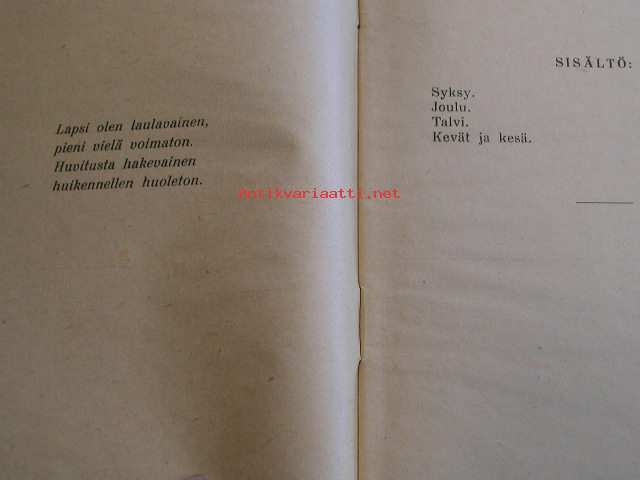 Lapsi olen laulavainen,
pieni vielä voimaton.
Huvitusta hakevainen
huikennellen huoleton.
antikvariaatti.net
SISÄLTÖ:
Syksy.
Joulu.
Talvi.
Kevät ja kesä.